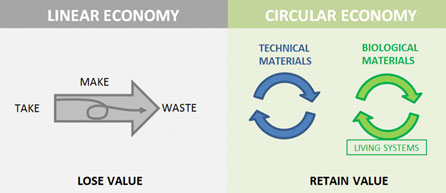 LINEAR ECONOMY
TAKE
MAKE
WASTE
LOSE VALUE
CIRCULAR ECONOMY
TECHNICAL
MATERIALS
BIOLOGICAL
MATERIALS
LIVING SYSTEMS
RETAIN VALUE